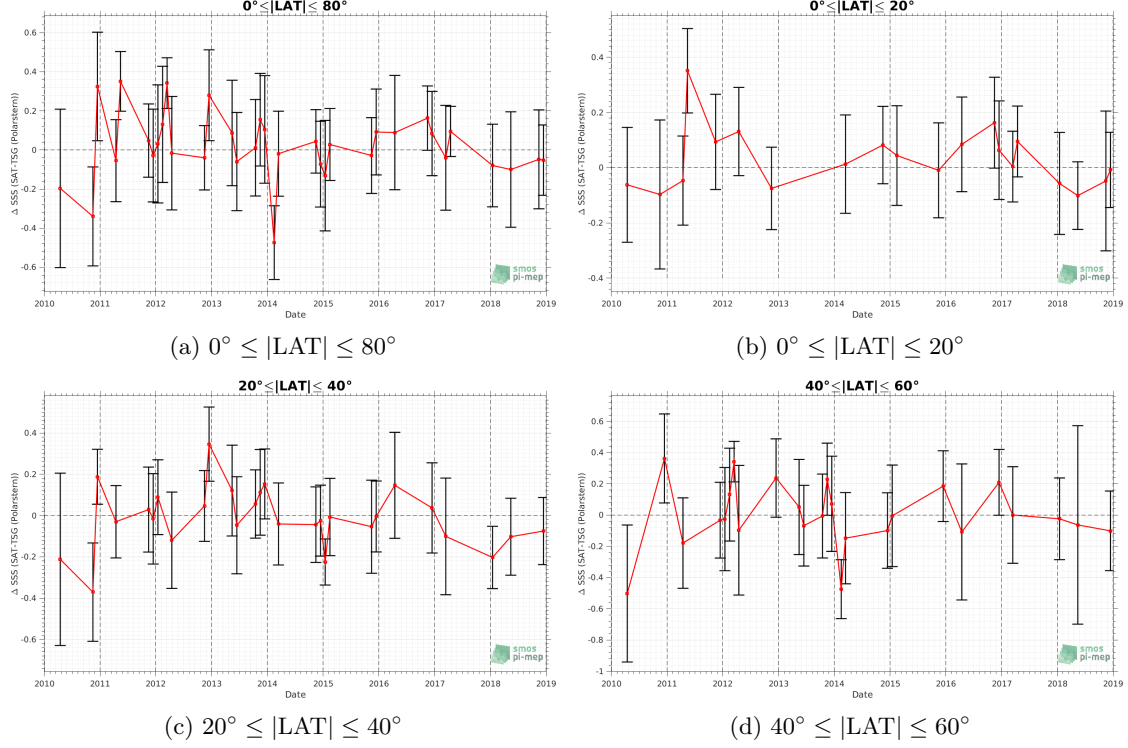 0°≤|LAT|≤ 80°
Δ SSS (SAT-TSG (Polarstern))
0.6
0.4
0.2
0
-0.2
-0.4
-0.6
2010 2011 2012 2013 2014 2015 2016 2017 2018 2019
Date
smos
pi-mep
(a) 0° ≤ |LAT| ≤ 80°
0°≤|LAT|≤ 20°
Δ SSS (SAT-TSG (Polarstern))
0.4
0.2
0
-0.2
-0.4
2010 2011 2012 2013 2014 2015 2016 2017 2018 2019
Date
smos
pi-mep
(b) 0° ≤ |LAT| ≤ 20°
20°≤|LAT|≤ 40°
Δ SSS (SAT-TSG (Polarstern))
0.4
0.2
0
-0.2
-0.4
-0.6
2010 2011 2012 2013 2014 2015 2016 2017 2018 2019
Date
smos
pi-mep
(c) 20° ≤ |LAT| ≤ 40°
40°≤|LAT|≤ 60°
Δ SSS (SAT-TSG (Polarstern))
0.6
0.4
0.2
0
-0.2
-0.4
-0.6
-0.8
-1
2010 2011 2012 2013 2014 2015 2016 2017 2018 2019
Date
smos
pi-mep
(d) 40° ≤ |LAT| ≤ 60°